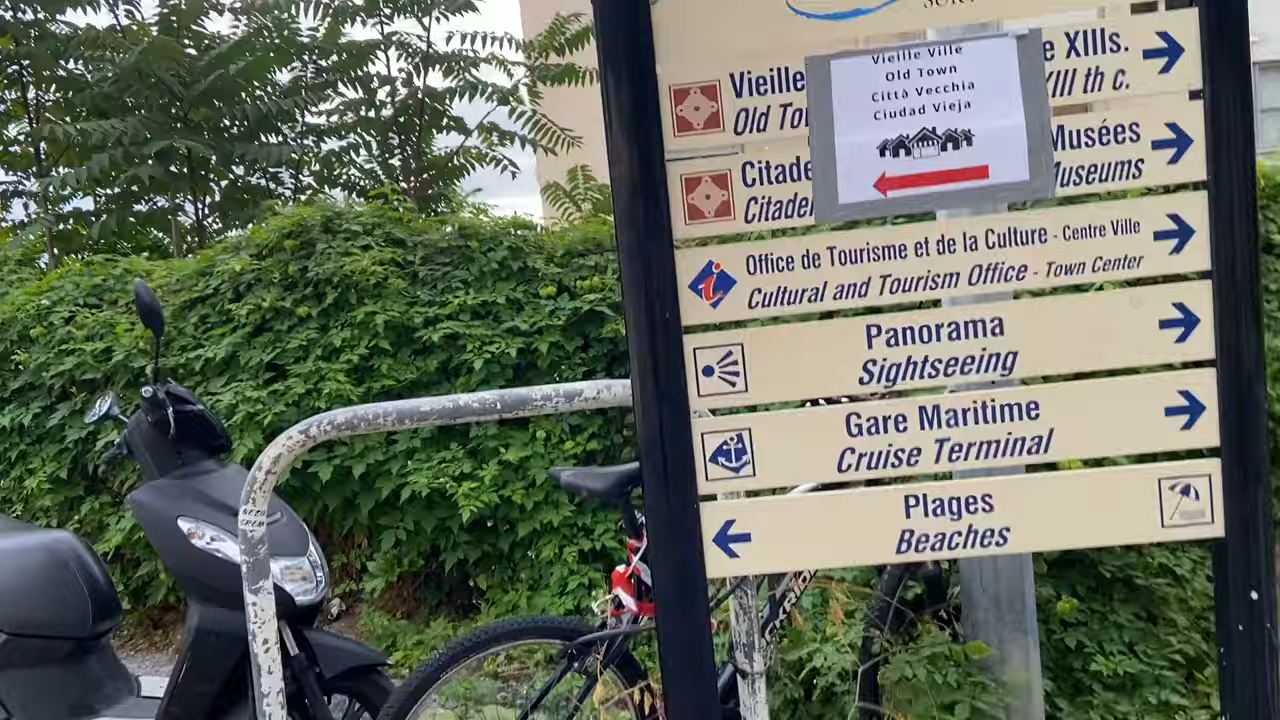 Vieille
e XIIIs.
Old To
XIII th c.
Vieille Ville
Old Town
Città Vecchia
Ciudad Vieja
Citade
Musées
Citadel
Museums
Office de Tourisme et de la Culture - Centre Ville
Cultural and Tourism Office - Town Center
Panorama
Sightseeing
Gare Maritime
Cruise Terminal
Plages
Beaches